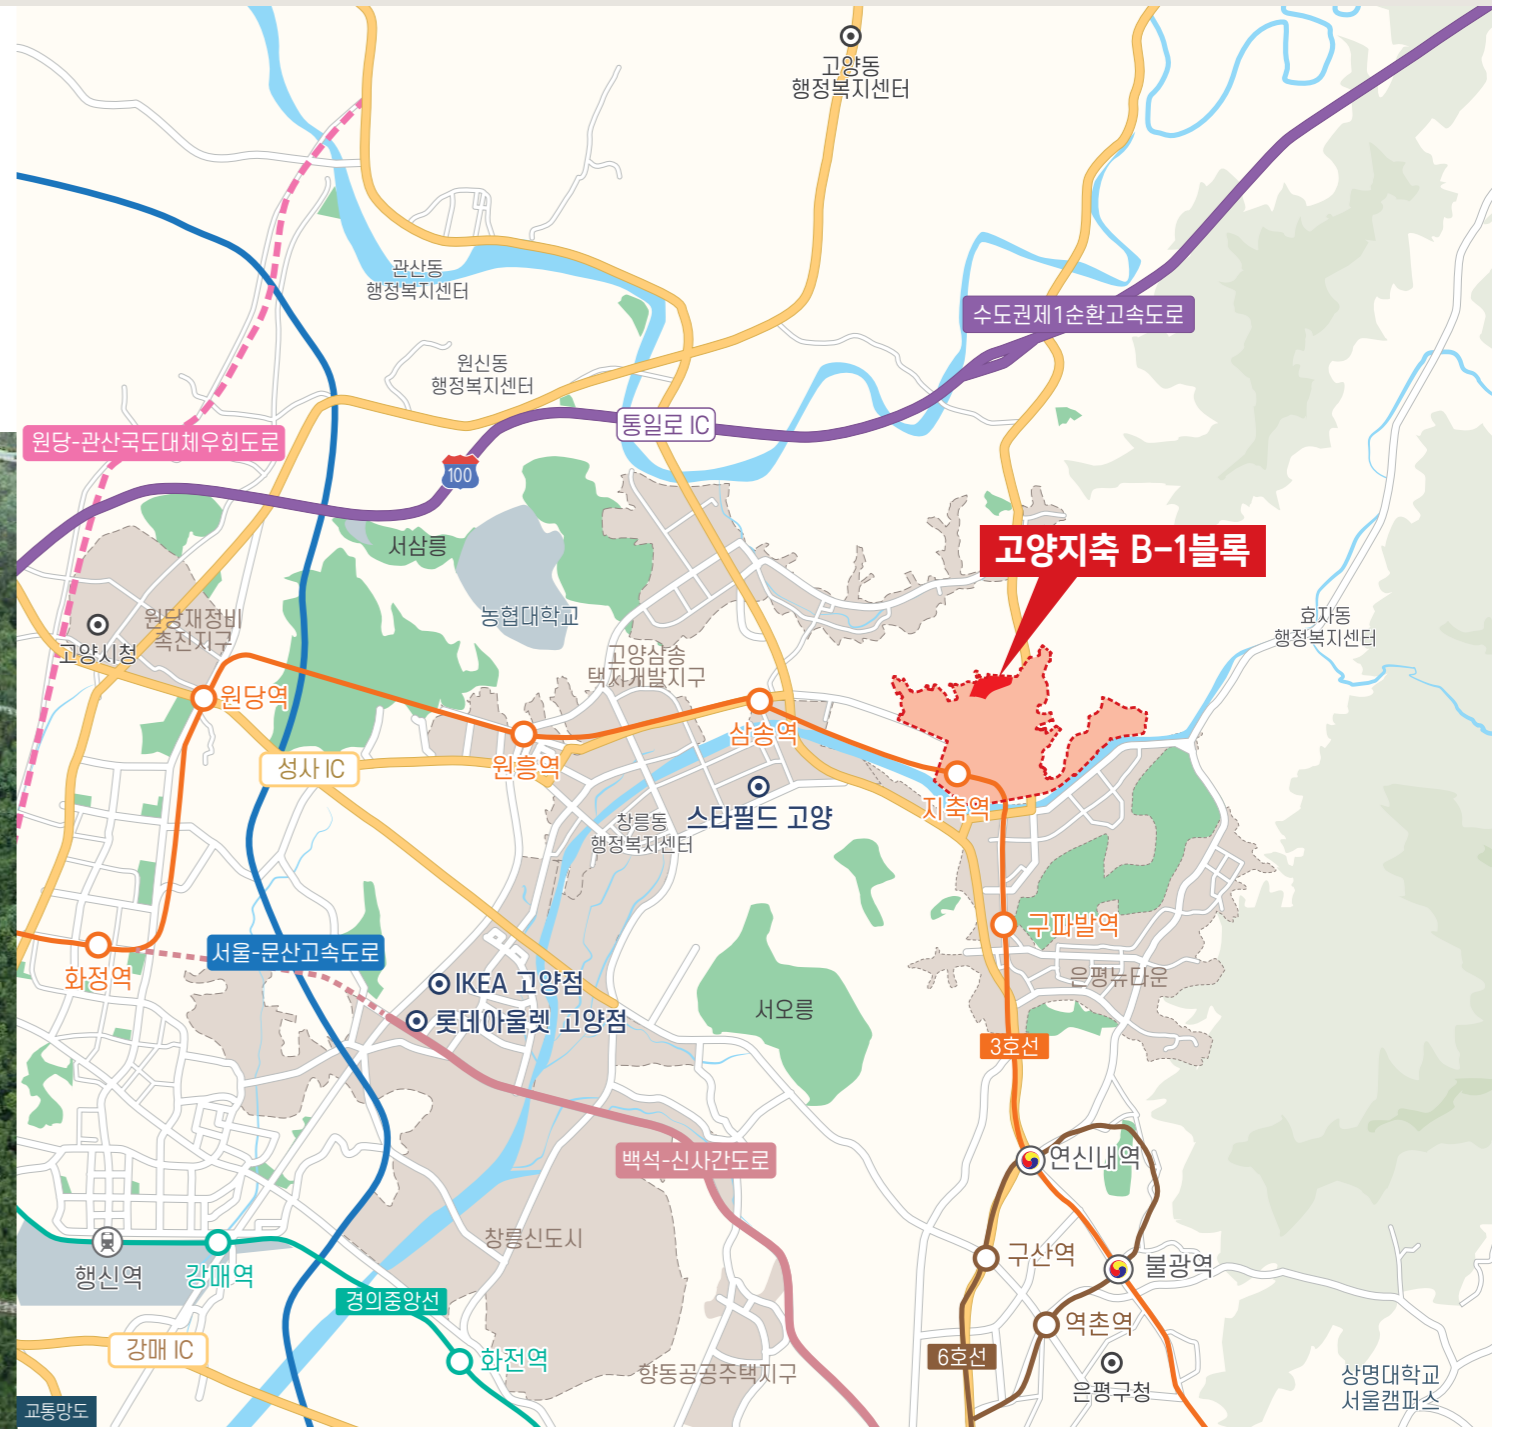 고양동
행정복지센터
관산동
행정복지센터
수도권제1순환고속도로
원신동
행정복지센터
통일로 IC
원당-관산국도대체우회도로
100
서삼릉
고양지축 B-1블록
농협대학교
원당재정비
촉진지구
고양시청
효자동
행정복지센터
고양삼송
택지개발지구
원당역
삼송역
원흥역
성사 IC
지축역
스타필드 고양
창릉동
행정복지센터
구파발역
서울-문산고속도로
화정역
은평뉴타운
IKEA 고양점
서오릉
롯데아울렛 고양점
3호선
백석-신사간도로
연신내역
창릉신도시
구산역
불광역
행신역
강매역
경의중앙선
역촌역
강매 IC
화전역
6호선
향동공공주택지구
은평구청
상명대학교
서울캠퍼스
교통망도